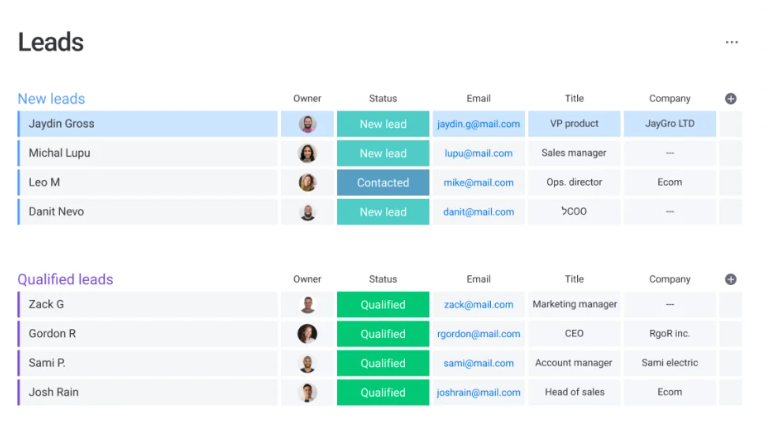 Leads
New leads Owner Status Email Title Company
Jaydin Gross New lead jaydin.g@mail.com VP product JayGro LTD
Michal Lupu New lead lupu@mail.com Sales manager ---
Leo M Contacted mike@mail.com Ops. director Ecom
Danit Nevo New lead danit@mail.com לCOO ---
Qualified leads Owner Status Email Title Company
Zack G Qualified zack@mail.com Marketing manager ---
Gordon R Qualified rgordon@mail.com CEO RgoR inc.
Sami P. Qualified sami@mail.com Account manager Sami electric
Josh Rain Qualified joshrain@mail.com Head of sales Ecom